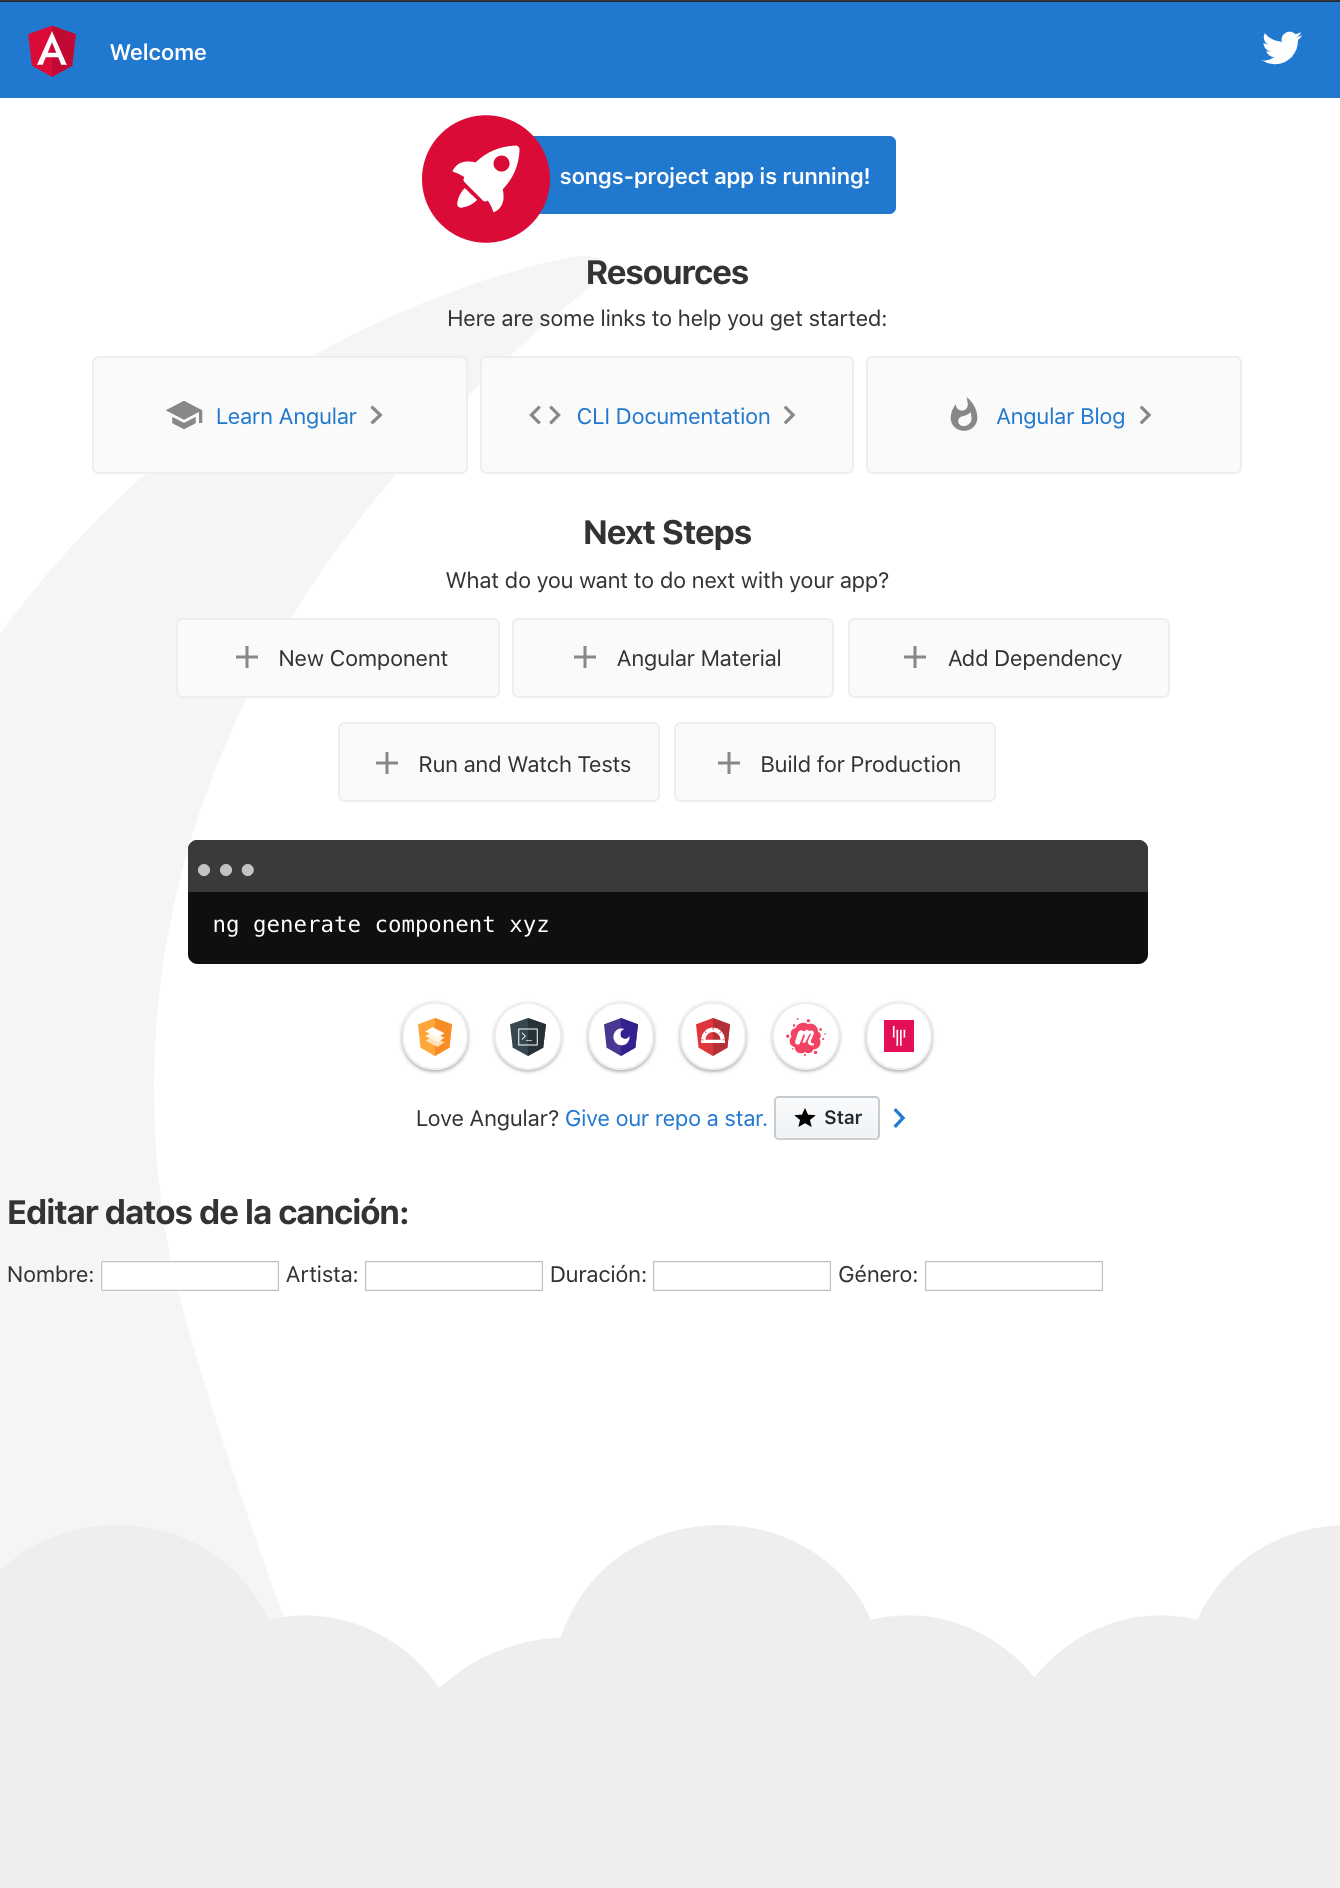 Welcome
songs-project app is running!
Resources
Here are some links to help you get started:
Learn Angular
CLI Documentation
Angular Blog
Next Steps
What do you want to do next with your app?
New Component
Angular Material
Add Dependency
Run and Watch Tests
Build for Production
ng generate component xyz
Love Angular? Give our repo a star. Star
Editar datos de la canción:
Nombre: Artista: Duración: Género: